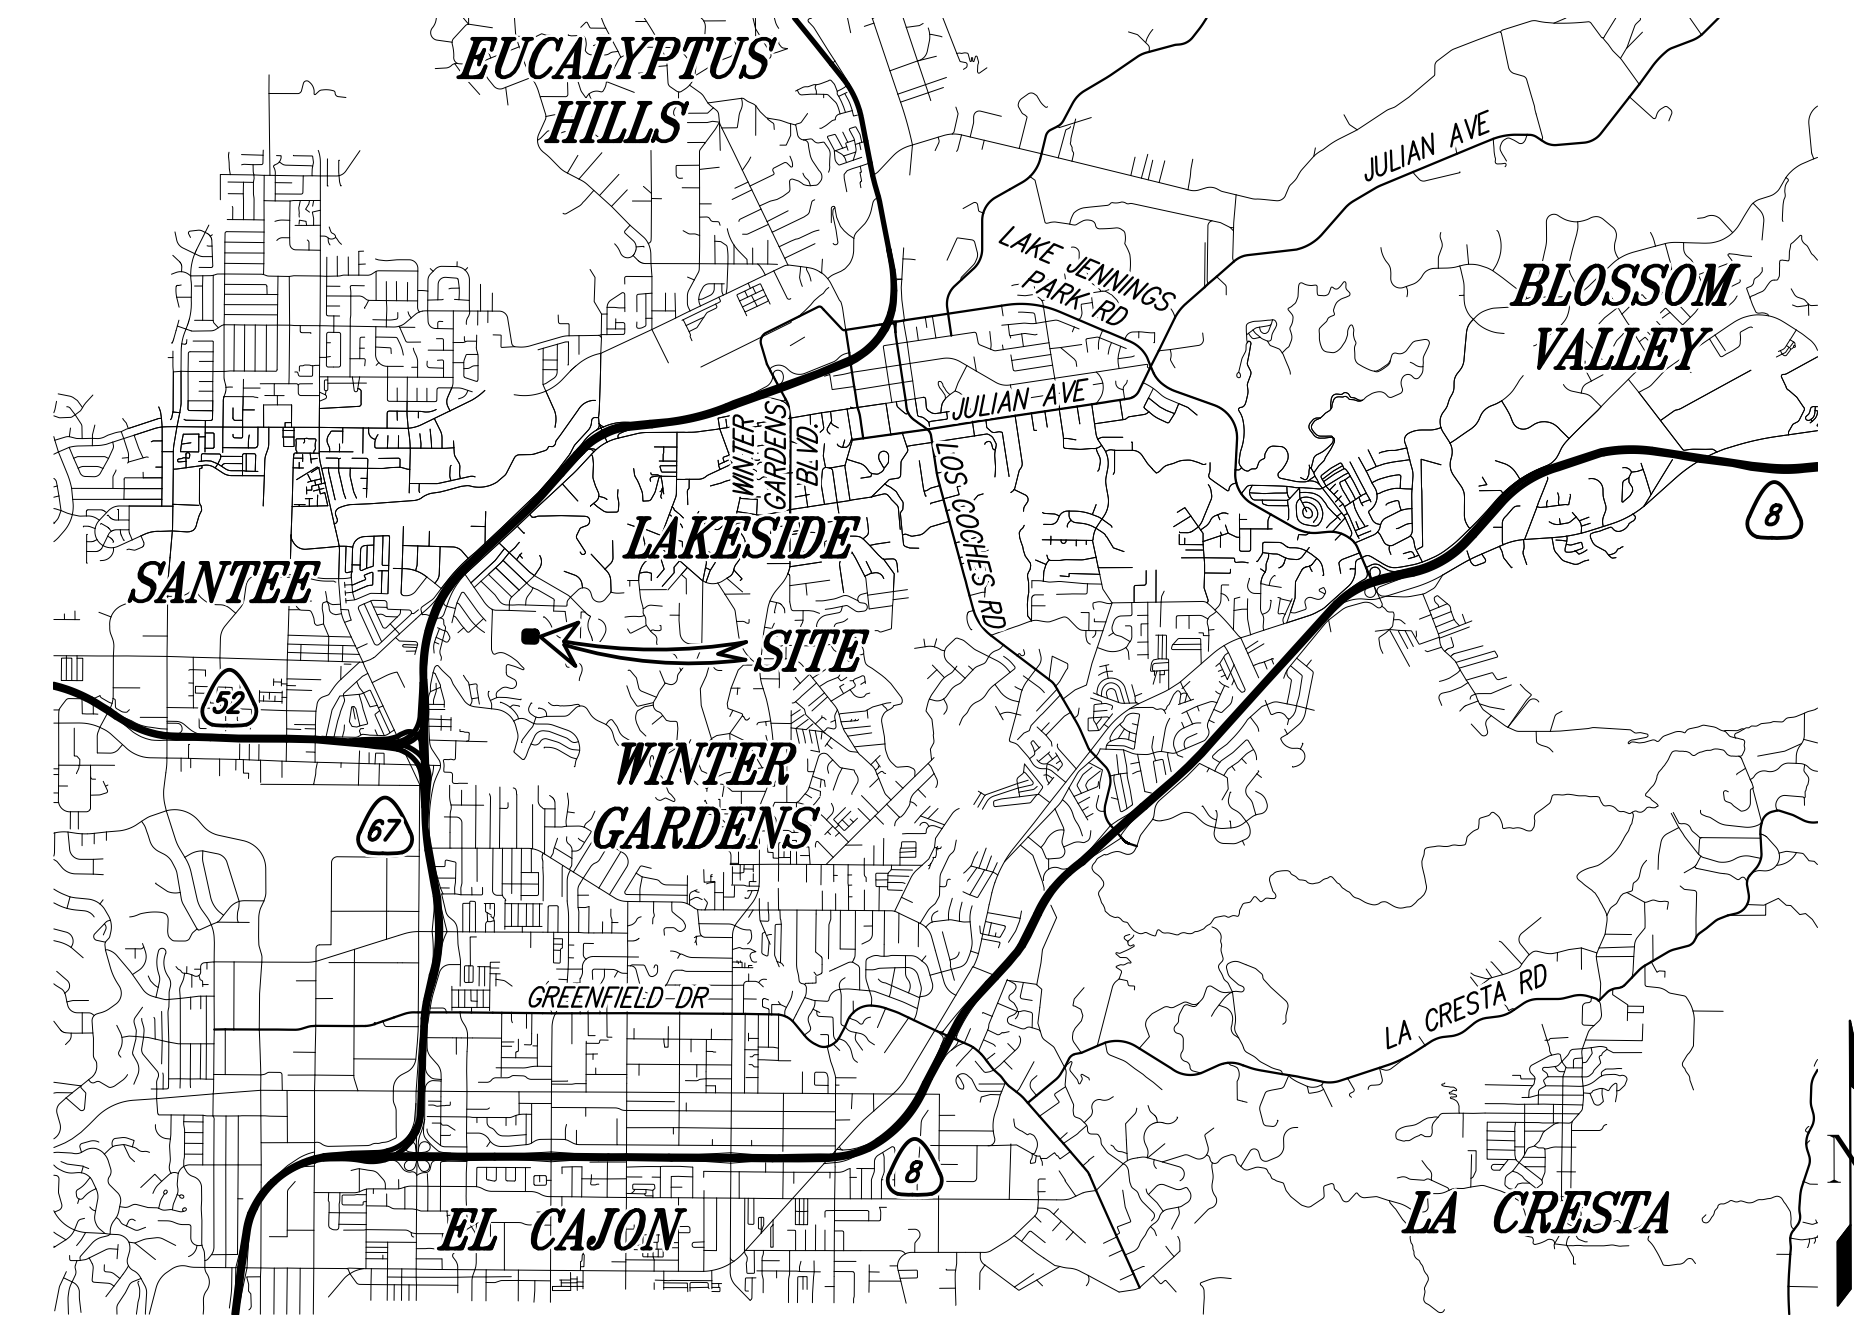 EUCALYPTUS
HILLS
JULIAN AVE
LAKE JENNINGS
PARK RD
BLOSSOM
VALLEY
JULIAN AVE
WINTER
GARDENS
BLVD.
LOS COCHES RD
8
LAKESIDE
SANTEE
SITE
52
WINTER
GARDENS
67
LA CRESTA RD
GREENFIELD DR
8
N
LA CRESTA
EL CAJON